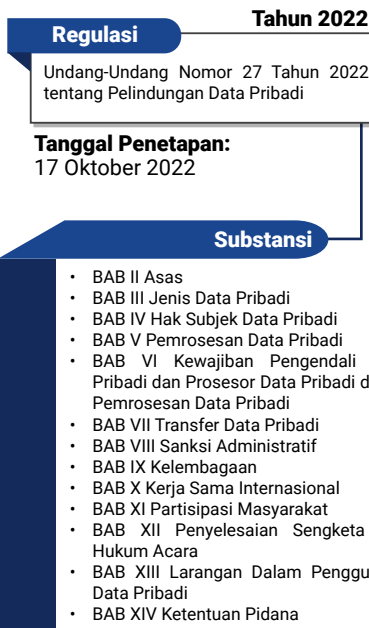 Tahun 2022
Regulasi
Undang-Undang Nomor 27 Tahun 2022
tentang Pelindungan Data Pribadi
Tanggal Penetapan:
17 Oktober 2022
Substansi
• BAB II Asas
• BAB III Jenis Data Pribadi
• BAB IV Hak Subjek Data Pribadi
• BAB V Pemrosesan Data Pribadi
• BAB VI Kewajiban Pengendali
Pribadi dan Prosesor Data Pribadi
Pemrosesan Data Pribadi
• BAB VII Transfer Data Pribadi
• BAB VIII Sanksi Administratif
• BAB IX Kelembagaan
• BAB X Kerja Sama Internasional
• BAB XI Partisipasi Masyarakat
• BAB XII Penyelesaian Sengketa
Hukum Acara
• BAB XIII Larangan Dalam
Data Pribadi
• BAB XIV Ketentuan Pidana